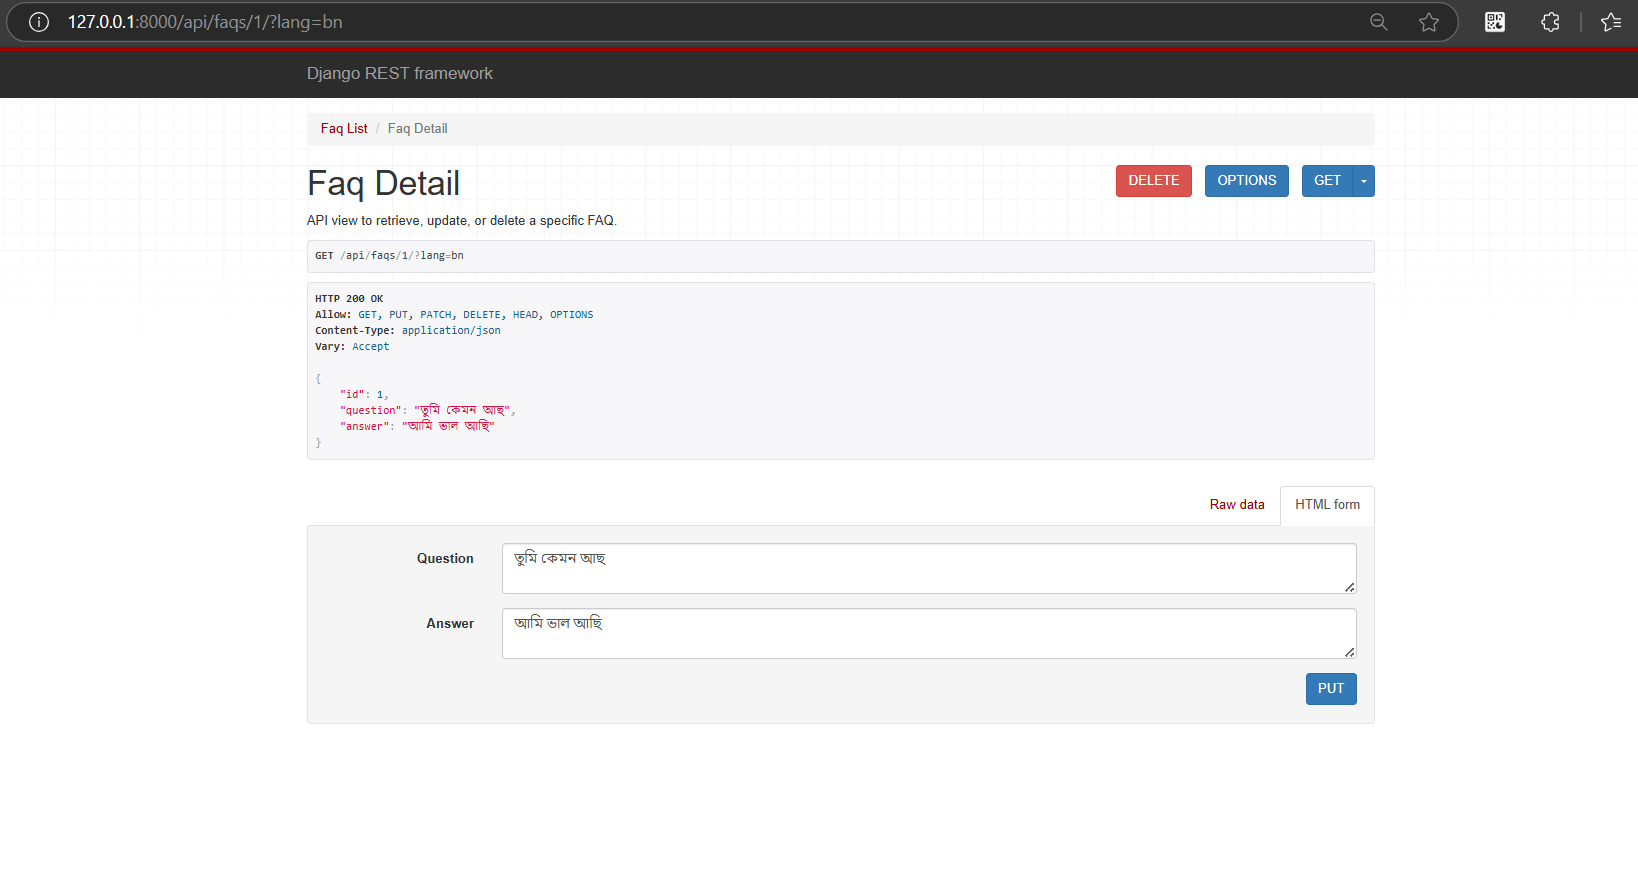 127.0.0.1:8000/api/faqs/1/?lang=bn
Django REST framework
Faq List / Faq Detail
Faq Detail
DELETE OPTIONS GET
API view to retrieve, update, or delete a specific FAQ.
GET /api/faqs/1/?lang=bn
HTTP 200 OK
Allow: GET, PUT, PATCH, DELETE, HEAD, OPTIONS
Content-Type: application/json
Vary: Accept
{
"id": 1,
"question": "তুমি কেমন আছ",
"answer": "আমি ভাল আছি"
}
Raw data HTML form
Question তুমি কেমন আছ
Answer আমি ভাল আছি
PUT